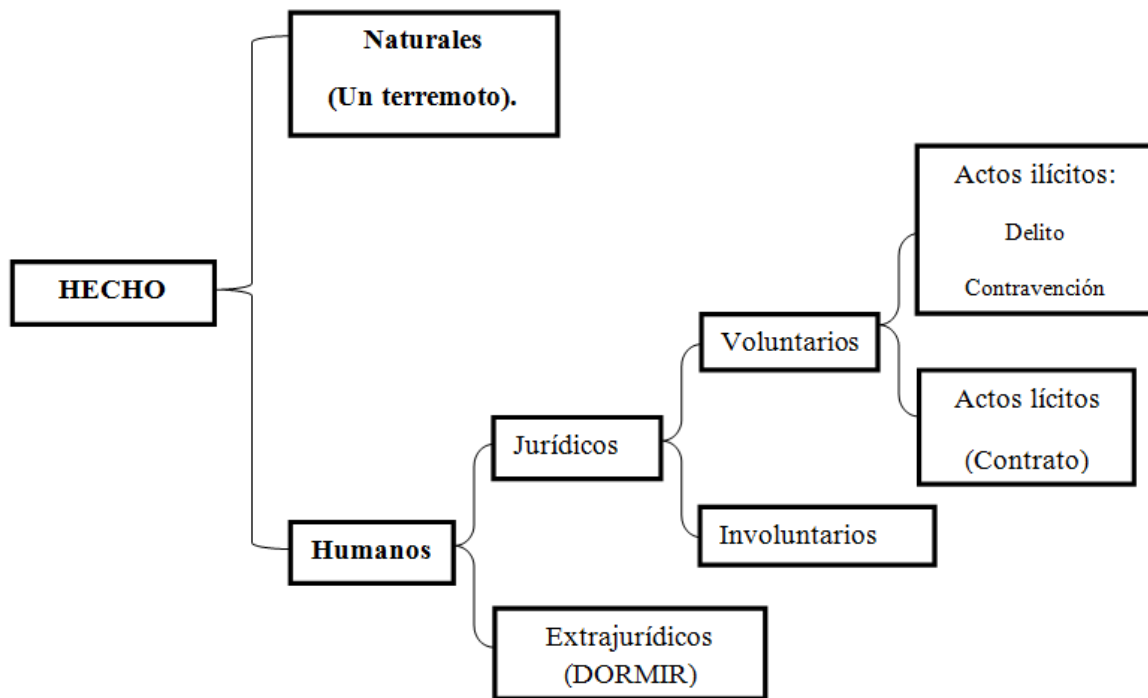 Naturales
(Un terremoto).
HECHO
Humanos
Jurídicos
Extrajurídicos
(DORMIR)
Voluntarios
Involuntarios
Actos ilícitos:
Delito
Contravención
Actos lícitos
(Contrato)